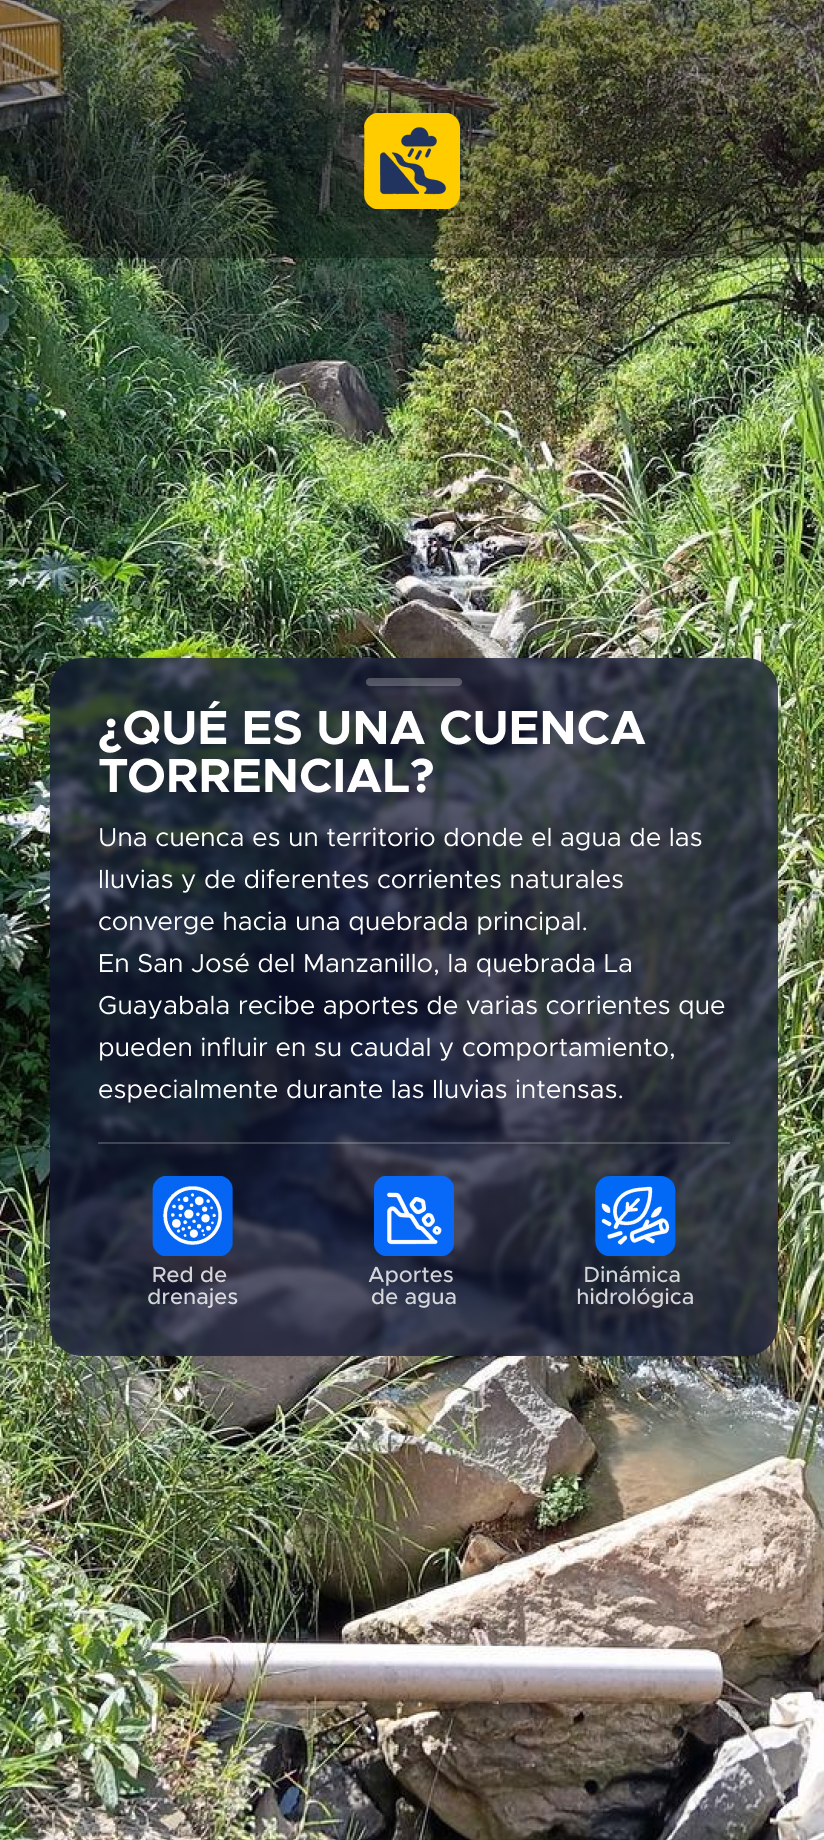 ¿QUÉ ES UNA CUENCA
TORRENCIAL?
Una cuenca es un territorio donde el agua de las
lluvias y de diferentes corrientes naturales
converge hacia una quebrada principal.
En San José del Manzanillo, la quebrada La
Guayabala recibe aportes de varias corrientes que
pueden influir en su caudal y comportamiento,
especialmente durante las lluvias intensas.
Red de
drenajes
Aportes
de agua
Dinámica
hidrológica